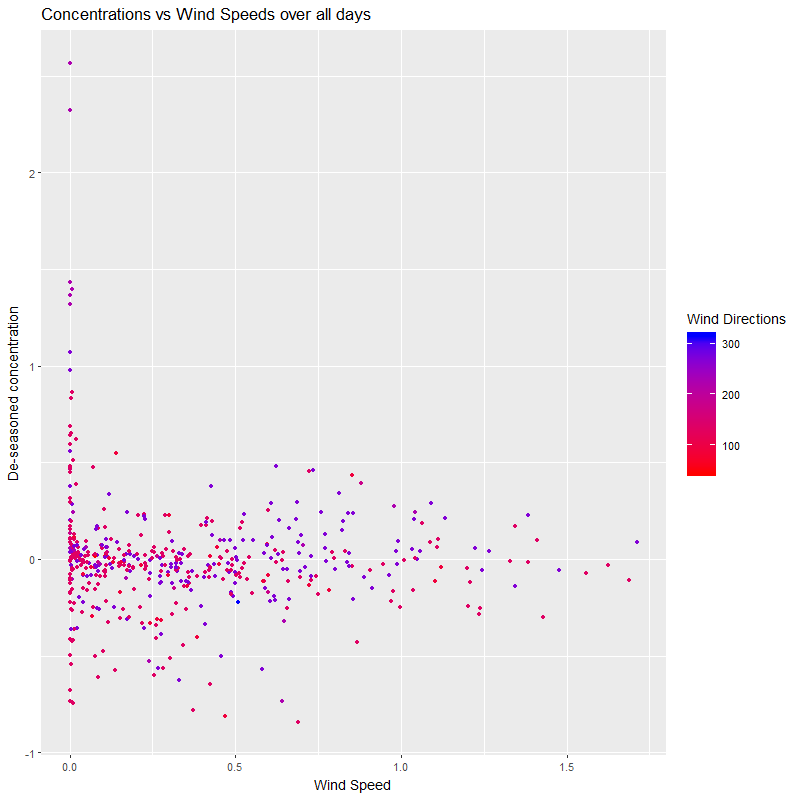 Concentrations vs Wind Speeds over all days
De-seasoned concentration
2
1
0
-1
0.0
0.5
1.0
1.5
Wind Speed
Wind Directions
300
200
100